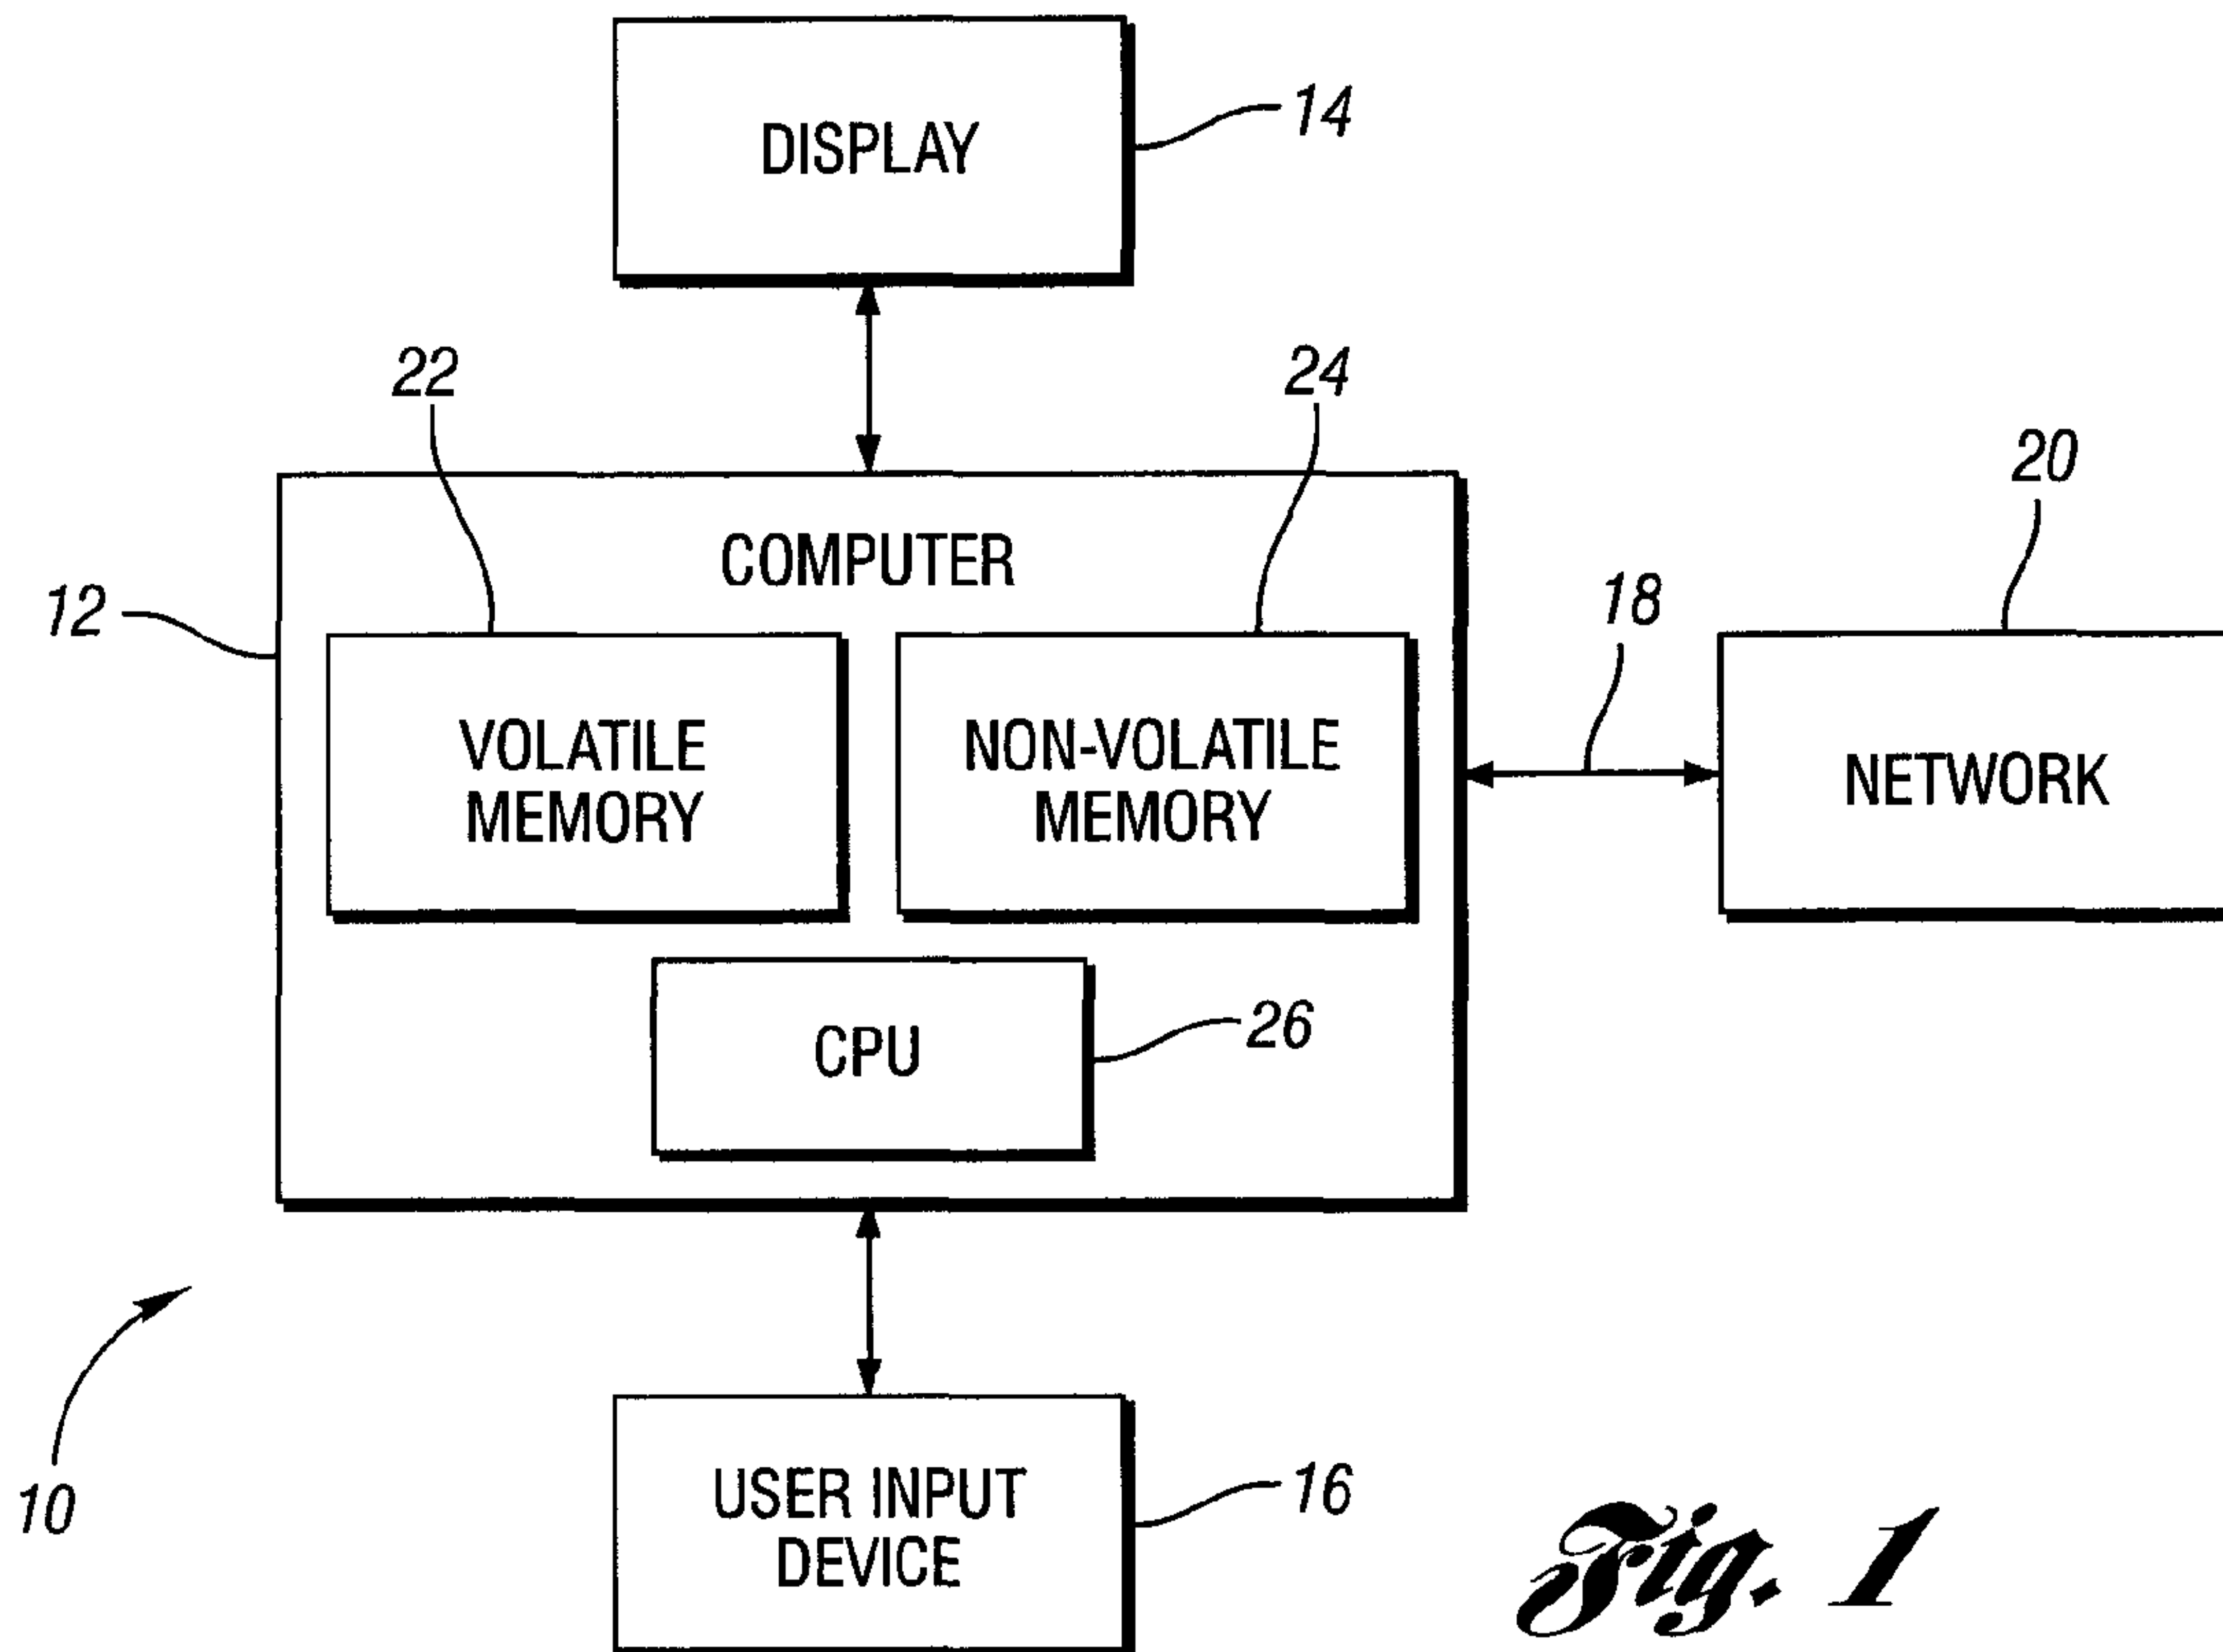 DISPLAY
14
22
24
20
COMPUTER
12
18
VOLATILE
MEMORY
NON-VOLATILE
MEMORY
NETWORK
CPU
26
10
USER INPUT
DEVICE
16
Fig. 1